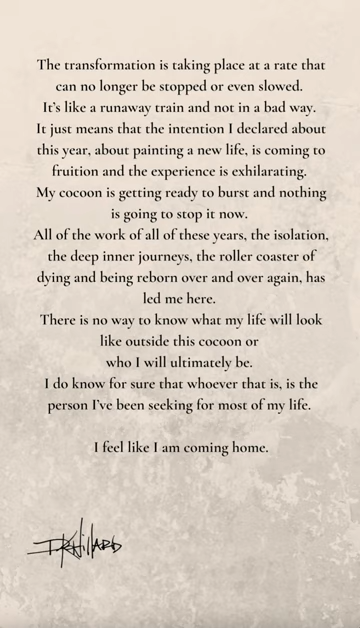 The transformation is taking place at a rate that
can no longer be stopped or even slowed.
It's like a runaway train and not in a bad way.
It just means that the intention I declared about
this year, about painting a new life, is coming to
fruition and the experience is exhilarating.
My cocoon is getting ready to burst and nothing
is going to stop it now.
All of the work of all of these years, the isolation,
the deep inner journeys, the roller coaster of
dying and being reborn over and over again, has
led me here.
There is no way to know what my life will look
like outside this cocoon or
who I will ultimately be.
I do know for sure that whoever that is, is the
person I've been seeking for most of my life.
I feel like I am coming home.